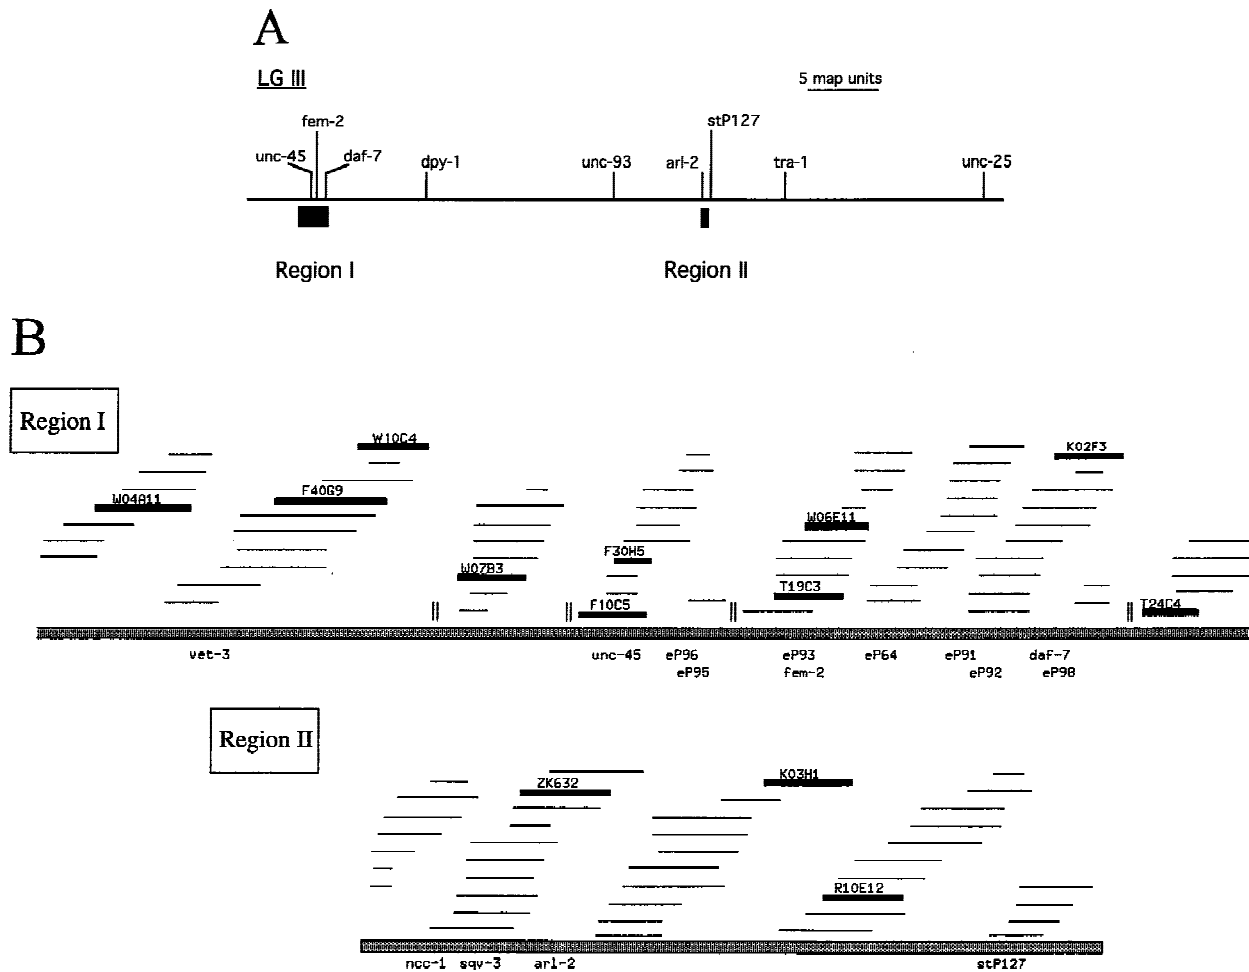 A
LG III
5 map units
fem-2
stP127
unc-45
daf-7
dpy-1
unc-93
arl-2
tra-1
unc-25
Region I
Region II
B
Region I
W10C4
K02F3
W04A11
F40G9
W06E11
F30H5
W07B3
T19C3
F10C5
T24C4
vet-3
unc-45
eP96
eP93
eP64
eP91
daf-7
eP95
fem-2
eP92
eP98
Region II
K03H1
ZK632
R10E12
ncc-1
sqv-3
arl-2
stP127